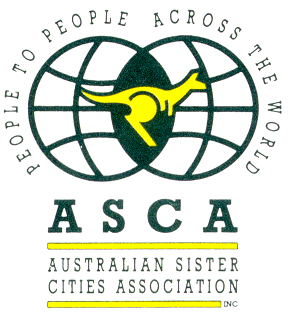 PEOPLE TO PEOPLE ACROSS THE WORLD
ASCA
AUSTRALIAN SISTER
CITIES ASSOCIATION
INC